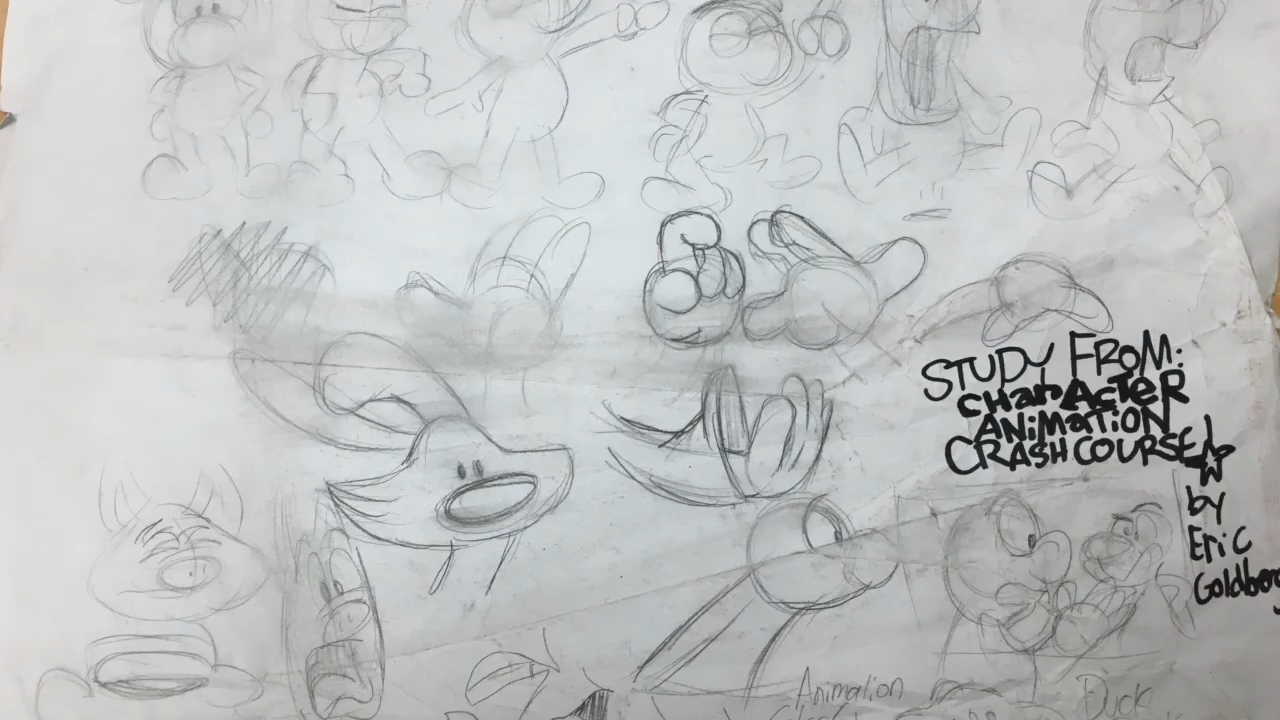 STUDY FROM:
CHARACTER
ANIMATION
CRASH COURSE
by
Eric
Goldberg
Animation
Duck